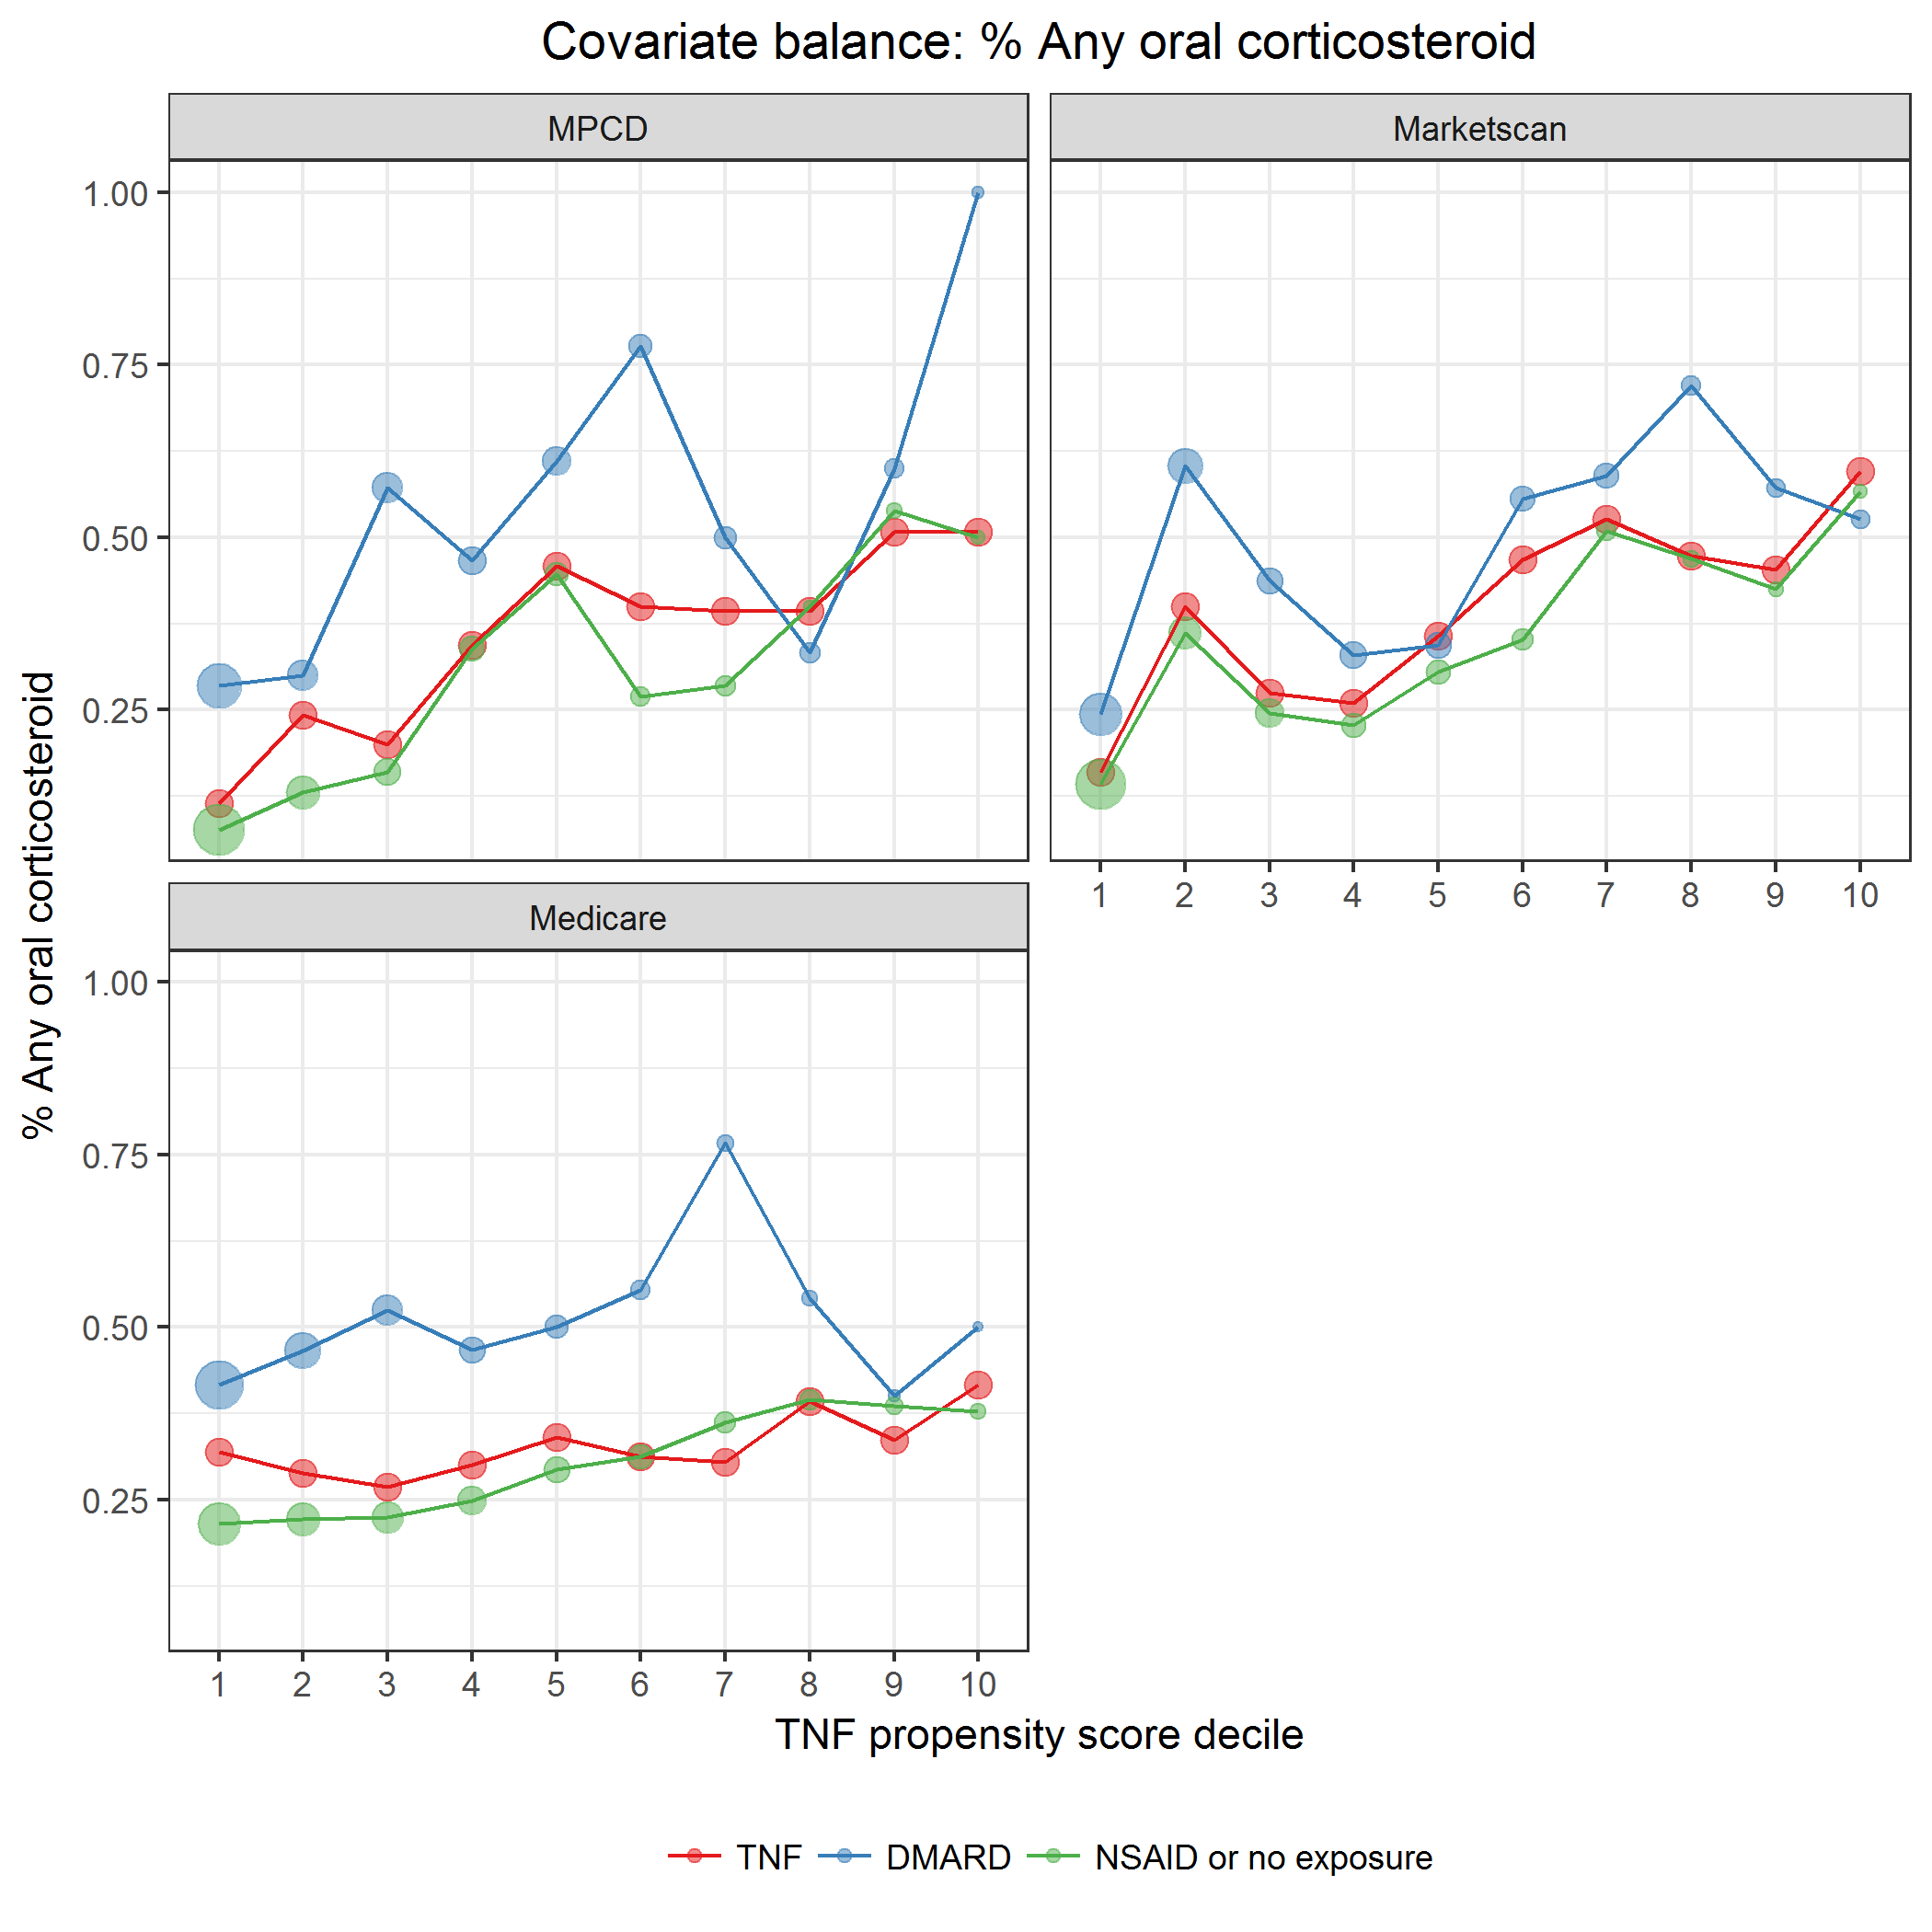 Covariate balance: % Any oral corticosteroid
MPCD
Marketscan
1.00
0.75
0.50
0.25
1 2 3 4 5 6 7 8 9 10
Medicare
1.00
0.75
0.50
0.25
1 2 3 4 5 6 7 8 9 10
% Any oral corticosteroid
TNF propensity score decile
TNF DMARD NSAID or no exposure